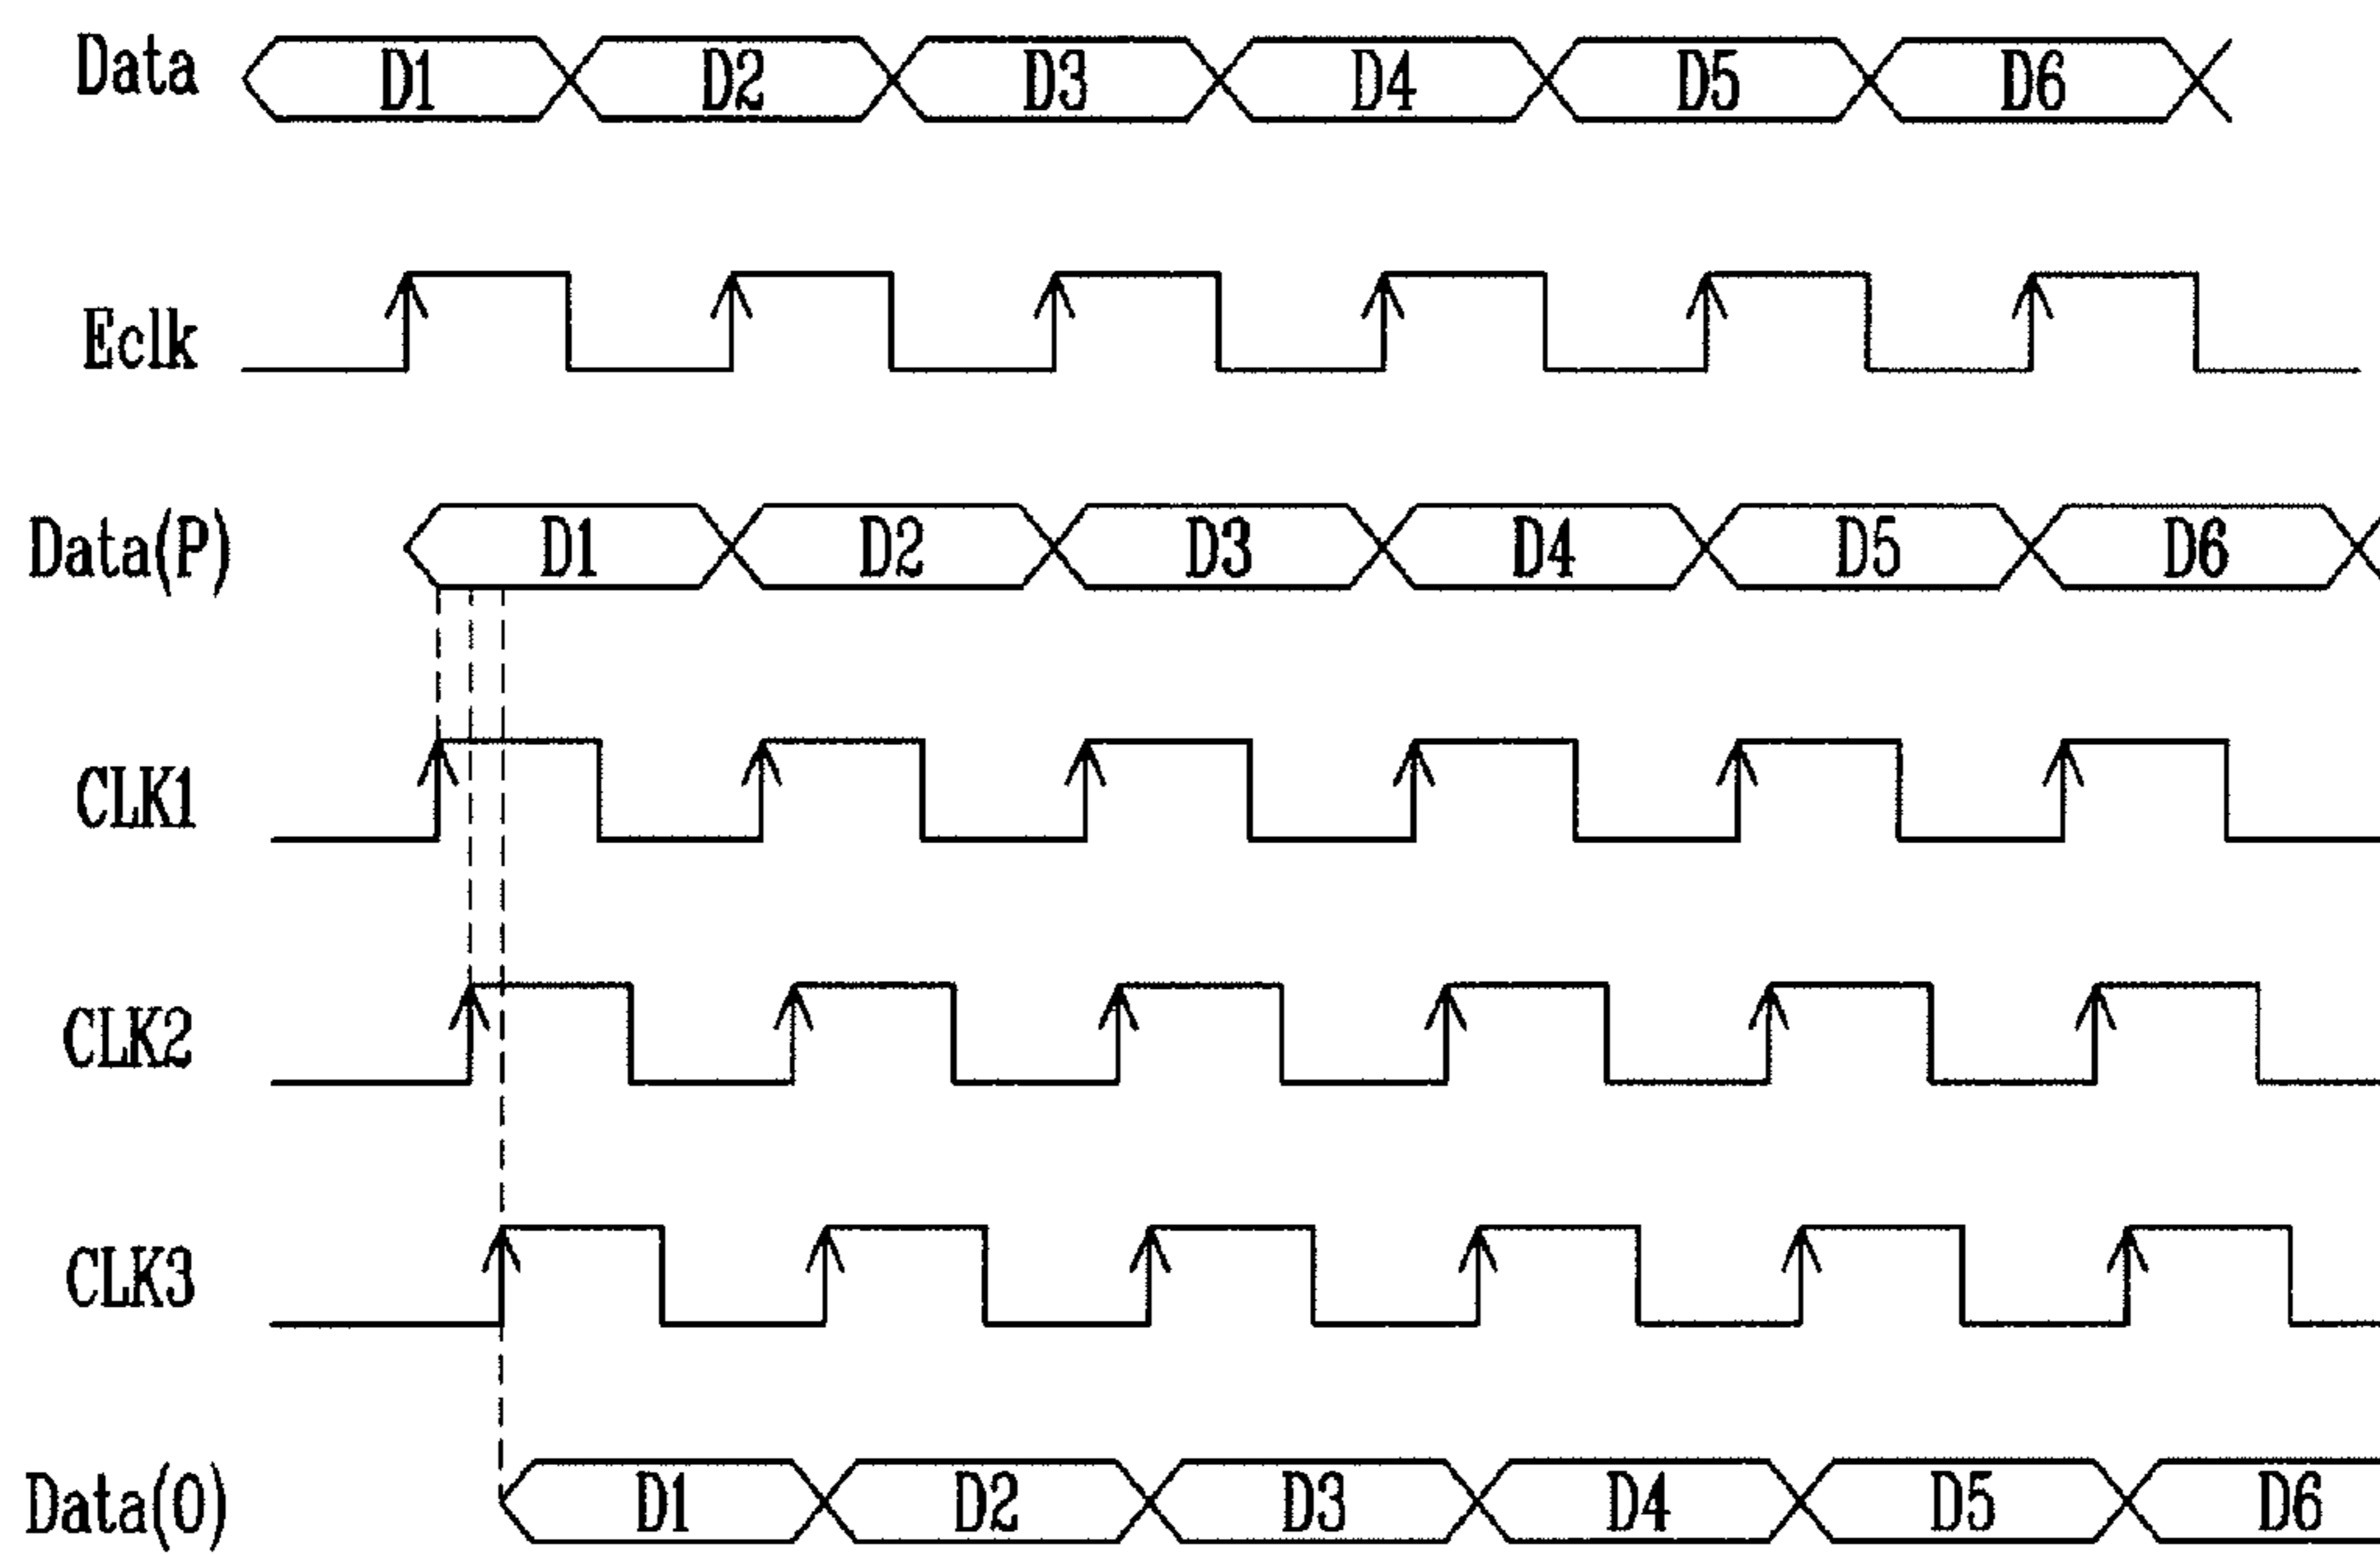 Data D1 D2 D3 D4 D5 D6
Eclk
Data(P) D1 D2 D3 D4 D5 D6
CLK1
CLK2
CLK3
Data(O) D1 D2 D3 D4 D5 D6